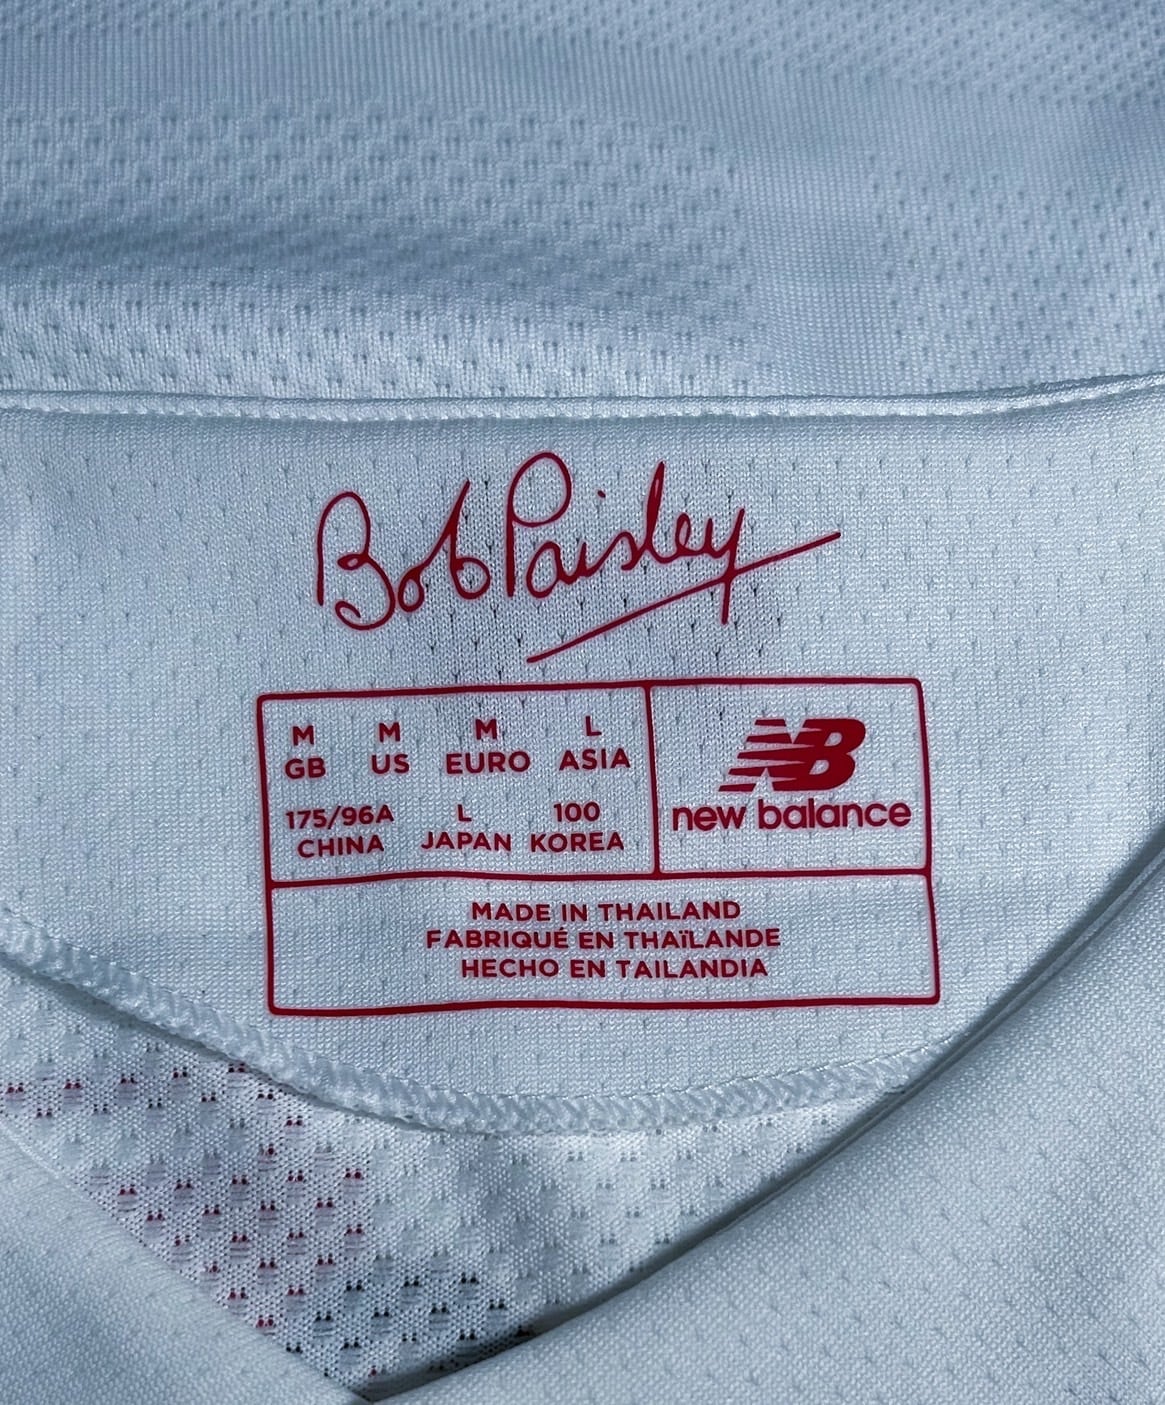 Bob Paisley
M M M L
GB US EURO ASIA
175/96A L 100
CHINA JAPAN KOREA
NB
new balance
MADE IN THAILAND
FABRIQUÉ EN THAÏLANDE
HECHO EN TAILANDIA